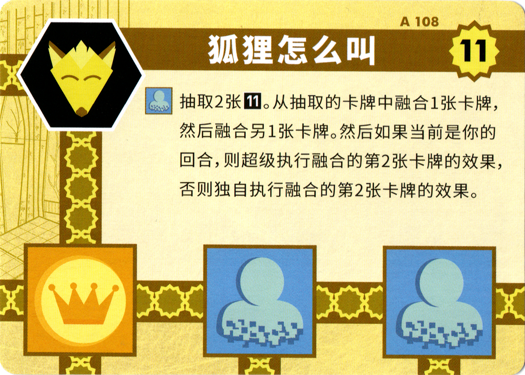 A 108
狐狸怎么叫
11
抽取2张11。从抽取的卡牌中融合1张卡牌，
然后融合另1张卡牌。然后如果当前是你的
回合，则超级执行融合的第2张卡牌的效果，
否则独自执行融合的第2张卡牌的效果。